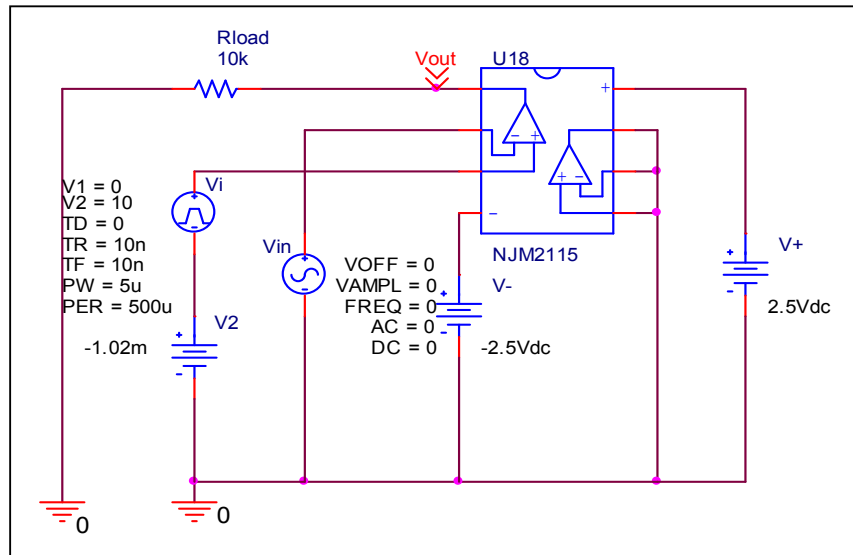 Rload
10k
Vout
U18
+
- +
+ -
-
NJM2115
V1 = 0
V2 = 10
TD = 0
TR = 10n
TF = 10n
PW = 5u
PER = 500u
Vi
+
-
V2
+
-
-1.02m
Vin
+
-
VOFF = 0
VAMPL = 0
FREQ = 0
AC = 0
DC = 0
V-
+
-
-2.5Vdc
V+
+
-
2.5Vdc
0
0